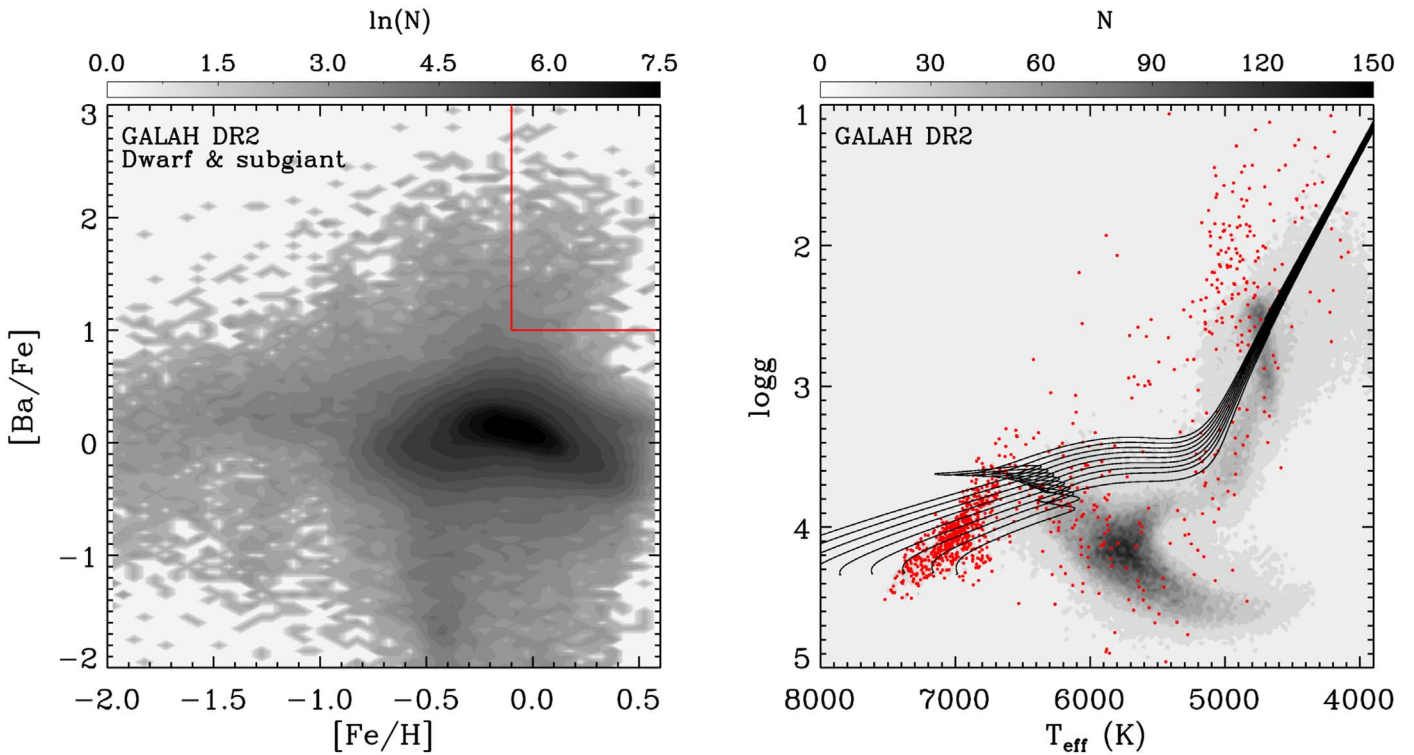 ln(N)
0.0 1.5 3.0 4.5 6.0 7.5
GALAH DR2
Dwarf & subgiant
3
2
1
0
−1
−2
[Ba/Fe]
−2.0 −1.5 −1.0 −0.5 0.0 0.5
[Fe/H]
N
0 30 60 90 120 150
GALAH DR2
1
2
3
4
5
logg
8000 7000 6000 5000 4000
Teff (K)